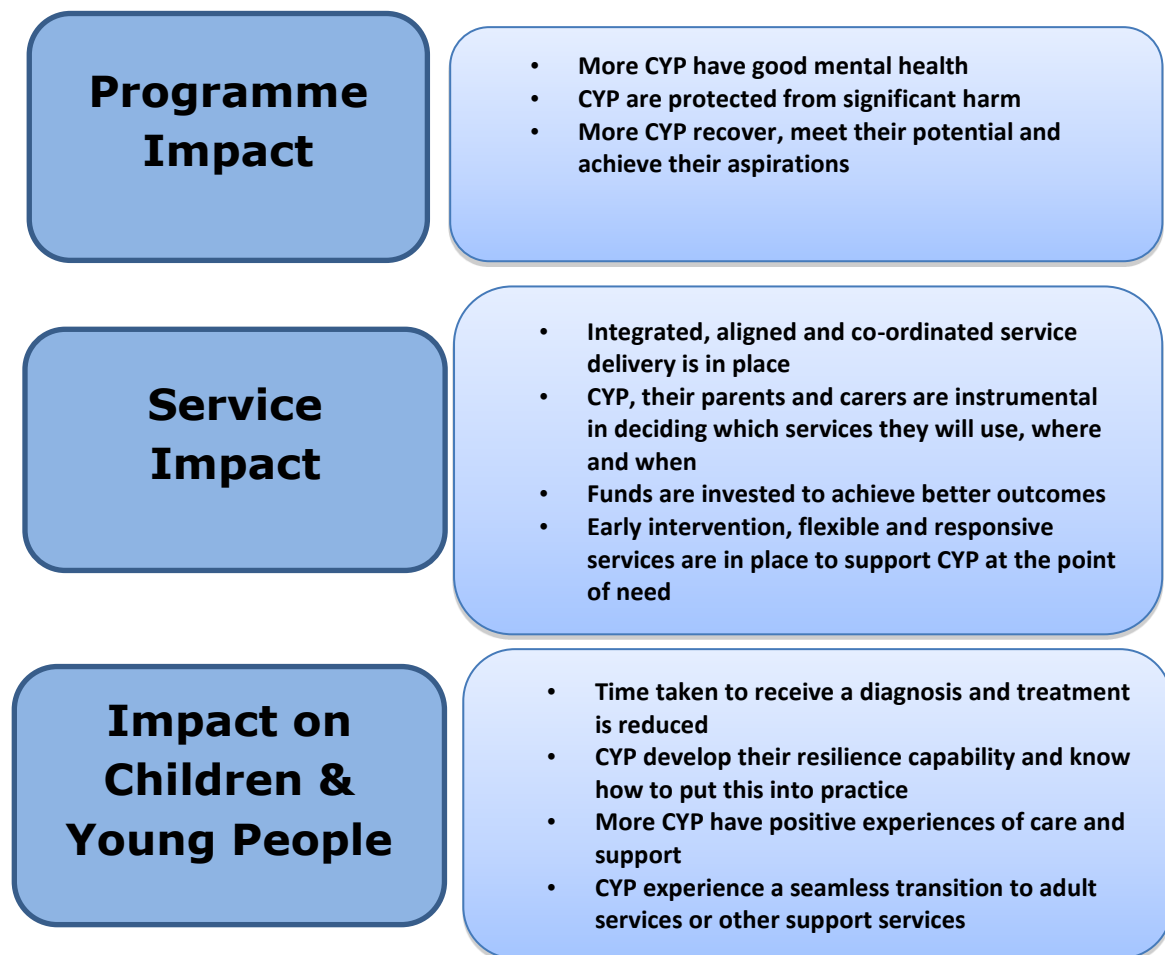 Programme
Impact
• More CYP have good mental health
• CYP are protected from significant harm
• More CYP recover, meet their potential and
achieve their aspirations
Service
Impact
• Integrated, aligned and co-ordinated service
delivery is in place
• CYP, their parents and carers are instrumental
in deciding which services they will use, where
and when
• Funds are invested to achieve better outcomes
• Early intervention, flexible and responsive
services are in place to support CYP at the point
of need
Impact on
Children &
Young People
• Time taken to receive a diagnosis and treatment
is reduced
• CYP develop their resilience capability and know
how to put this into practice
• More CYP have positive experiences of care and
support
• CYP experience a seamless transition to adult
services or other support services